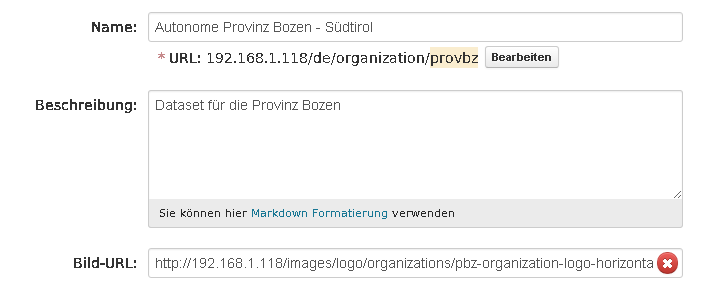 Name: Autonome Provinz Bozen - Südtirol
* URL: 192.168.1.118/de/organization/provbz Bearbeiten
Beschreibung: Dataset für die Provinz Bozen
Sie können hier Markdown Formatierung verwenden
Bild-URL: http://192.168.1.118/images/logo/organizations/pbz-organization-logo-horizonta